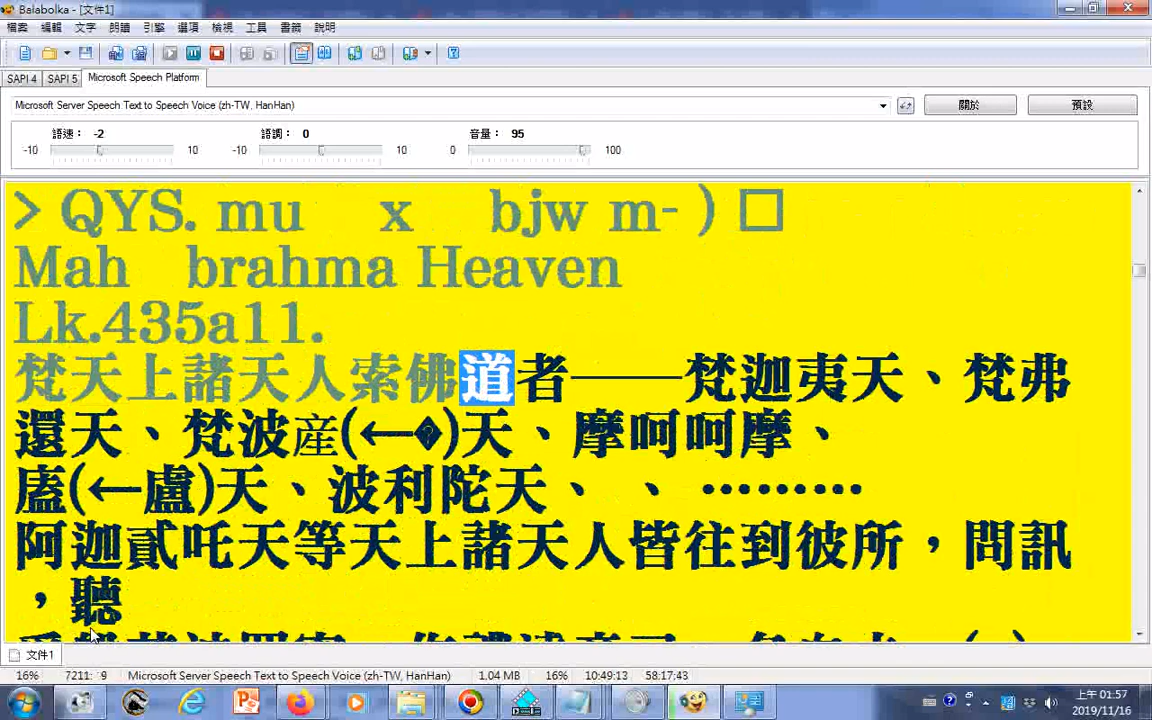 Balabolka - [文件1]
檔案 編輯 文字 朗讀 引擎 選項 檢視 工具 書籤 說明
SAPI 4 SAPI 5 Microsoft Speech Platform
Microsoft Server Speech Text to Speech Voice (zh-TW, HanHan) 關於 預設
語速： -2 語調： 0 音量： 95
-10 10 -10 10 0 100
> QYS. mu x bjw m- ) □
Mah brahma Heaven
Lk.435a11.
梵天上諸天人索佛道者──梵迦夷天、梵弗
還天、梵波産(←�)天、摩呵呵摩、
廅(←盧)天、波利陀天、 、 ………
阿迦貳吒天等天上諸天人皆往到彼所，問訊
，聽
文件1
16% 7211: 9 Microsoft Server Speech Text to Speech Voice (zh-TW, HanHan) 1.04 MB 16% 10:49:13 58:17:43
上午 01:57
2019/11/16